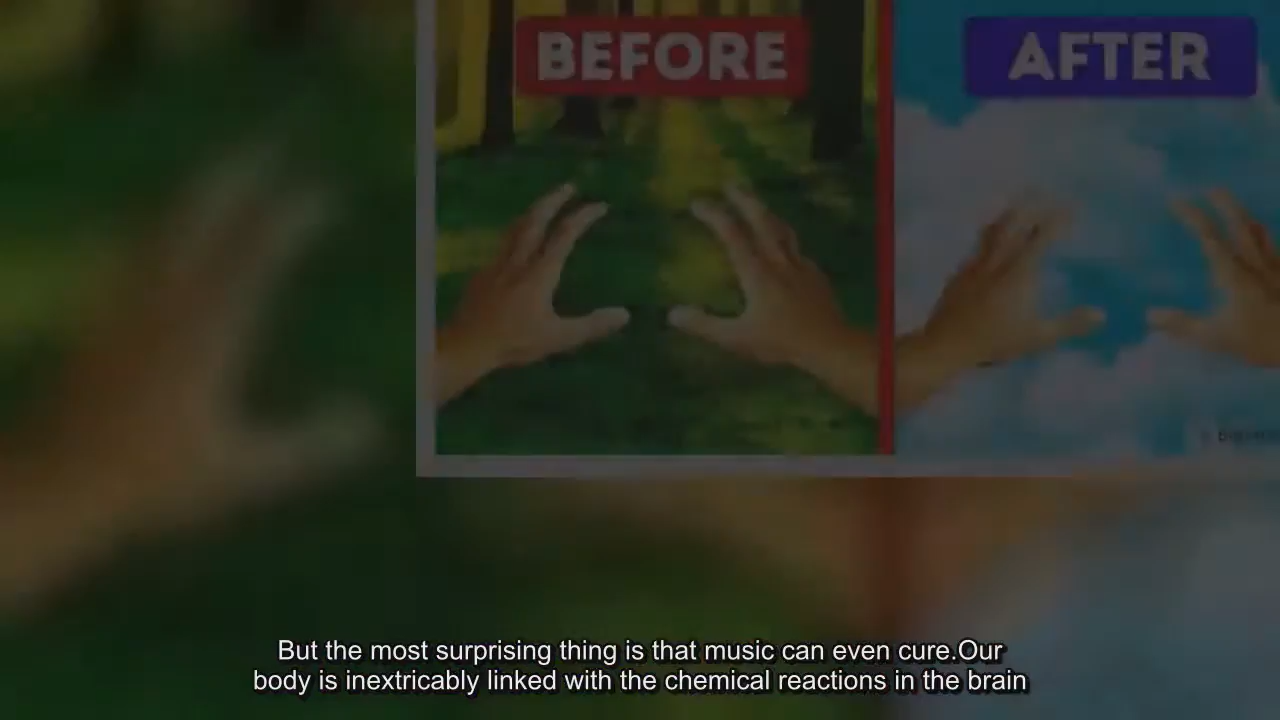 BEFORE
AFTER
But the most surprising thing is that music can even cure.Our
body is inextricably linked with the chemical reactions in the brain